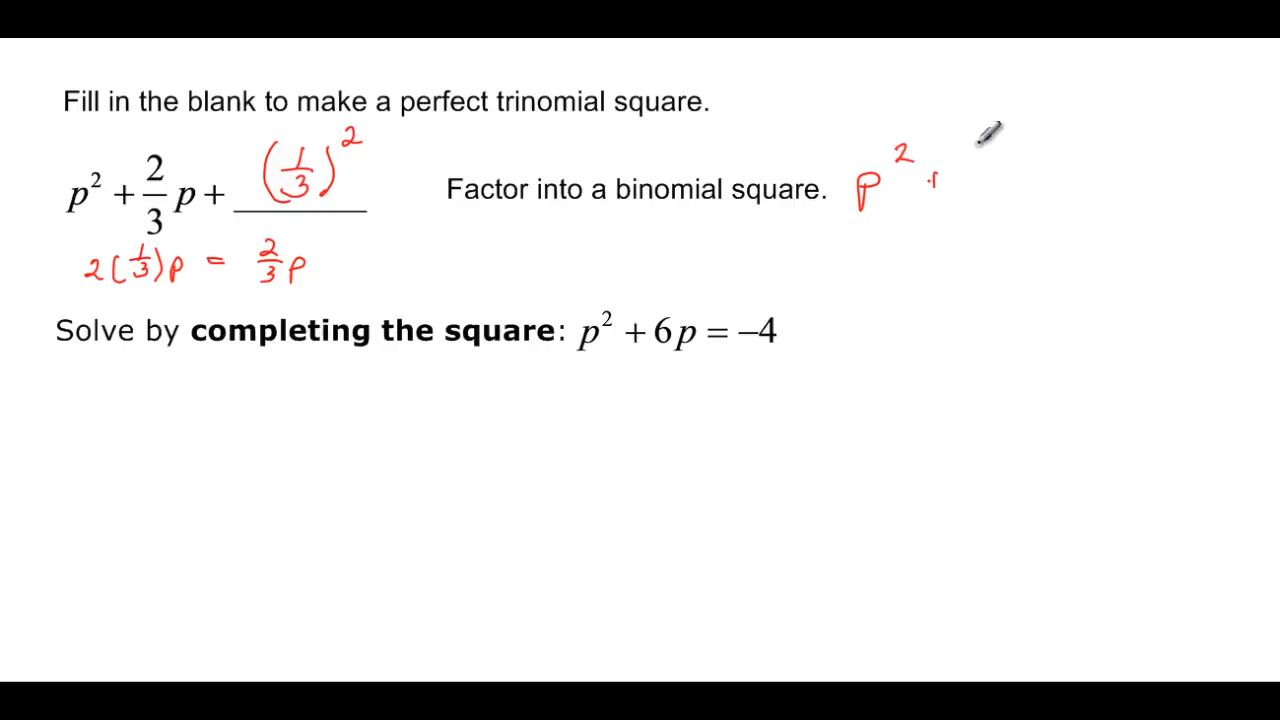 Fill in the blank to make a perfect trinomial square.
p² + 2/3 p + (1/3)² Factor into a binomial square. p² +
2(1/3)p = 2/3 p
Solve by completing the square: p² + 6p = −4